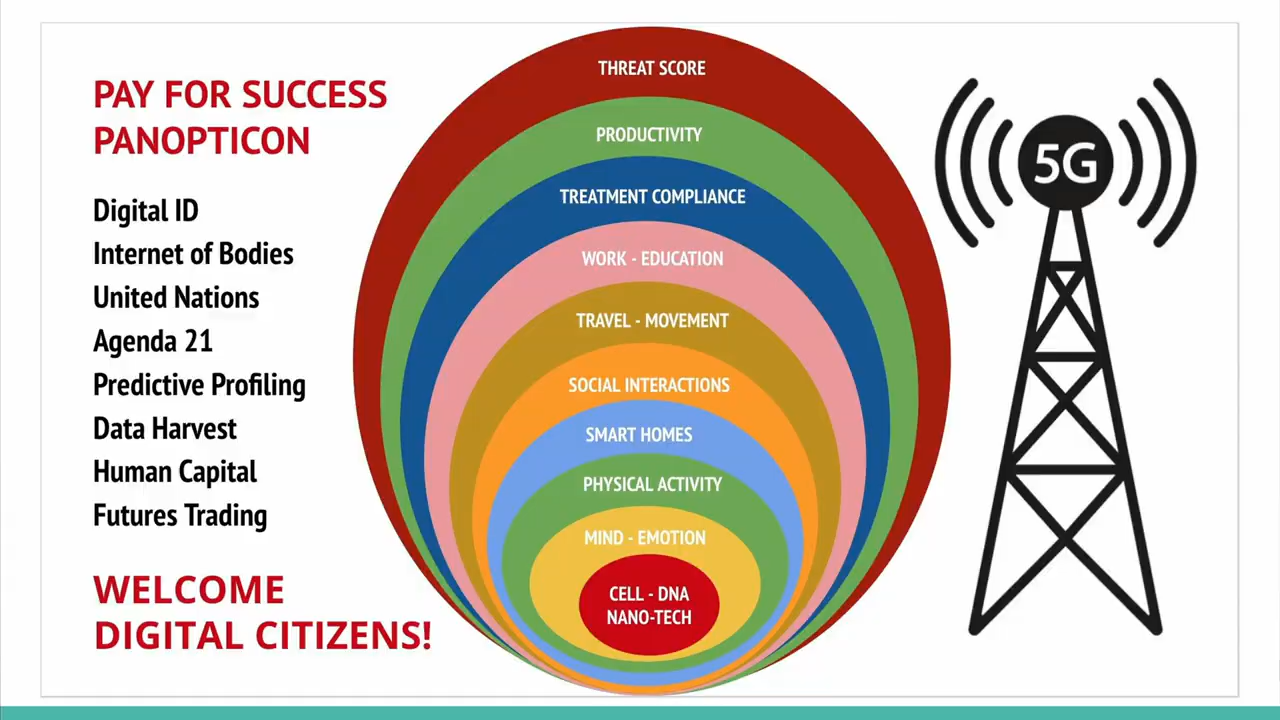 PAY FOR SUCCESS
PANOPTICON
Digital ID
Internet of Bodies
United Nations
Agenda 21
Predictive Profiling
Data Harvest
Human Capital
Futures Trading
WELCOME
DIGITAL CITIZENS!
THREAT SCORE
PRODUCTIVITY
TREATMENT COMPLIANCE
WORK - EDUCATION
TRAVEL - MOVEMENT
SOCIAL INTERACTIONS
SMART HOMES
PHYSICAL ACTIVITY
MIND - EMOTION
CELL - DNA
NANO-TECH
5G